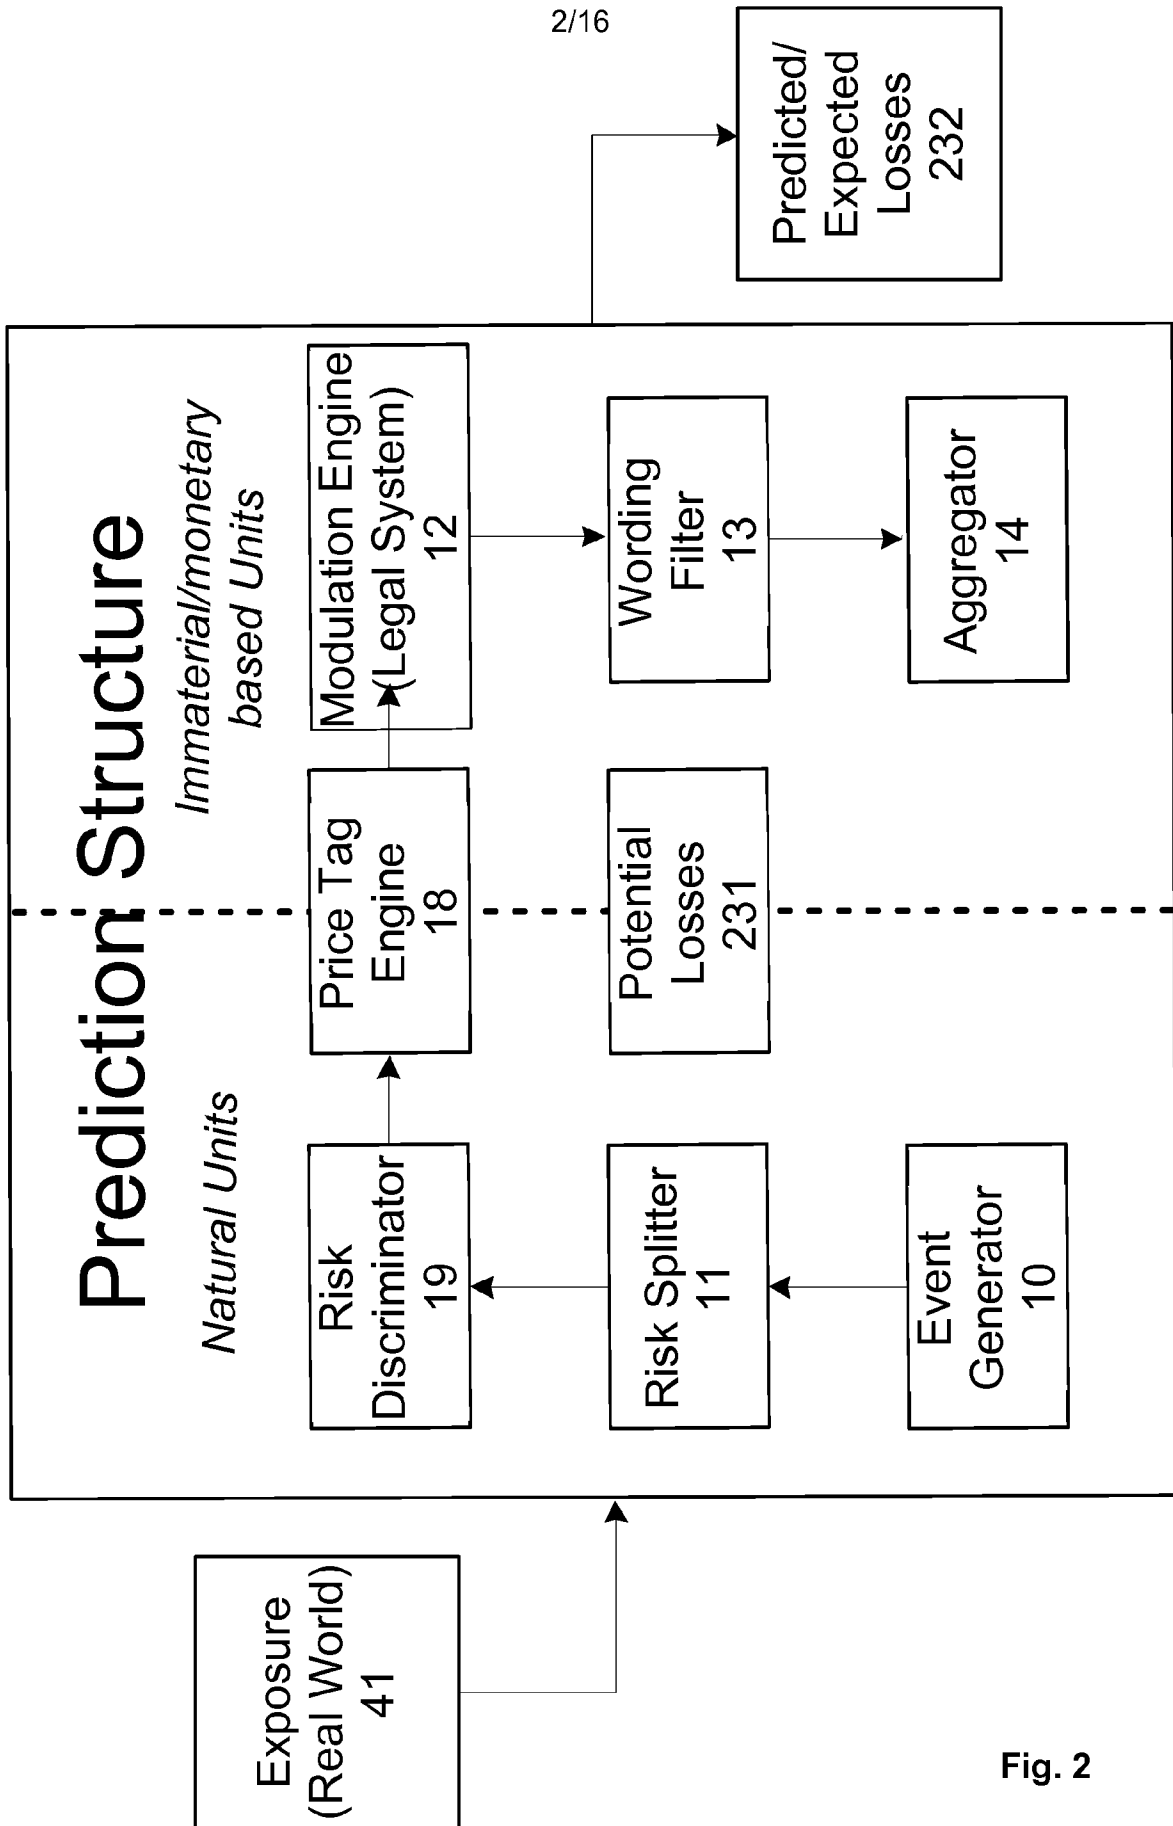 2/16
Prediction Structure
Natural Units
Immaterial/monetary
based Units
Exposure
(Real World)
41
Risk
Discriminator
19
Price Tag
Engine
18
Modulation Engine
(Legal System)
12
Risk Splitter
11
Potential
Losses
231
Wording
Filter
13
Event
Generator
10
Aggregator
14
Predicted/
Expected
Losses
232
Fig. 2